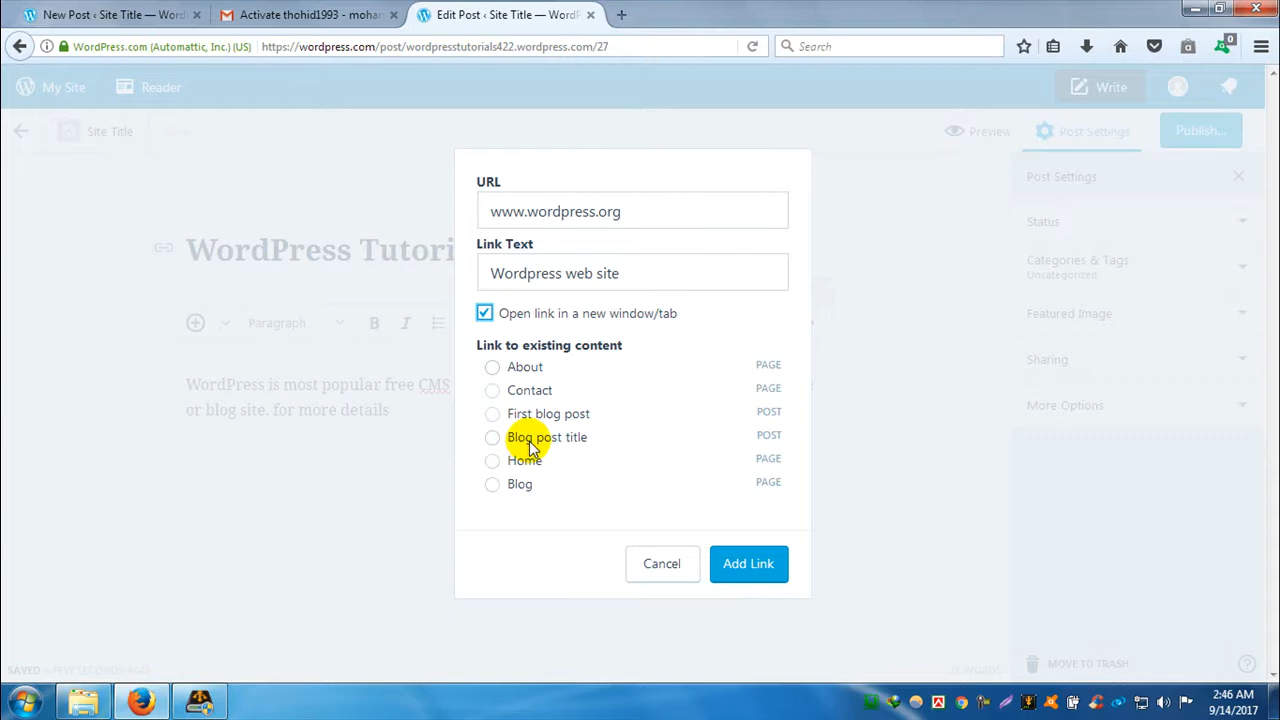 New Post ‹ Site Title — Word
Activate thohid1993 - mohar
Edit Post ‹ Site Title — WordP
WordPress.com (Automattic, Inc.) (US)
https://wordpress.com/post/wordpresstutorials422.wordpress.com/27
Search
0
My Site
Reader
Write
Site Title
Preview
Post Settings
Publish...
URL
www.wordpress.org
Link Text
Wordpress web site
Open link in a new window/tab
Link to existing content
About PAGE
Contact PAGE
First blog post POST
Blog post title POST
Home PAGE
Blog PAGE
Cancel
Add Link
WordPress Tutori
Paragraph
B I
WordPress is most popular free CMS
or blog site. for more details
Post Settings
Status
Categories & Tags
Uncategorized
Featured Image
Sharing
More Options
SAVED
WORDS
MOVE TO TRASH
2:46 AM
9/14/2017